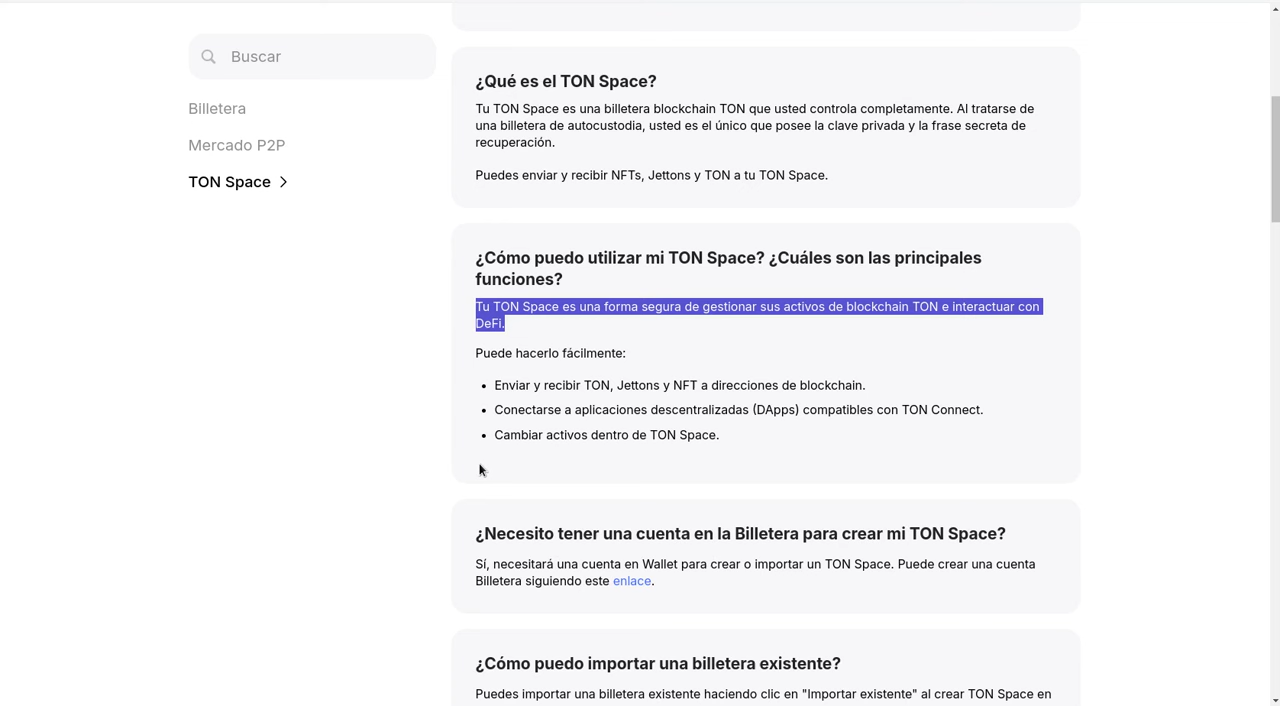 Buscar
Billetera
Mercado P2P
TON Space
¿Qué es el TON Space?
Tu TON Space es una billetera blockchain TON que usted controla completamente. Al tratarse de
una billetera de autocustodia, usted es el único que posee la clave privada y la frase secreta de
recuperación.
Puedes enviar y recibir NFTs, Jettons y TON a tu TON Space.
¿Cómo puedo utilizar mi TON Space? ¿Cuáles son las principales
funciones?
Tu TON Space es una forma segura de gestionar sus activos de blockchain TON e interactuar con
DeFi.
Puede hacerlo fácilmente:
• Enviar y recibir TON, Jettons y NFT a direcciones de blockchain.
• Conectarse a aplicaciones descentralizadas (DApps) compatibles con TON Connect.
• Cambiar activos dentro de TON Space.
¿Necesito tener una cuenta en la Billetera para crear mi TON Space?
Sí, necesitará una cuenta en Wallet para crear o importar un TON Space. Puede crear una cuenta
Billetera siguiendo este enlace.
¿Cómo puedo importar una billetera existente?
Puedes importar una billetera existente haciendo clic en "Importar existente" al crear TON Space en